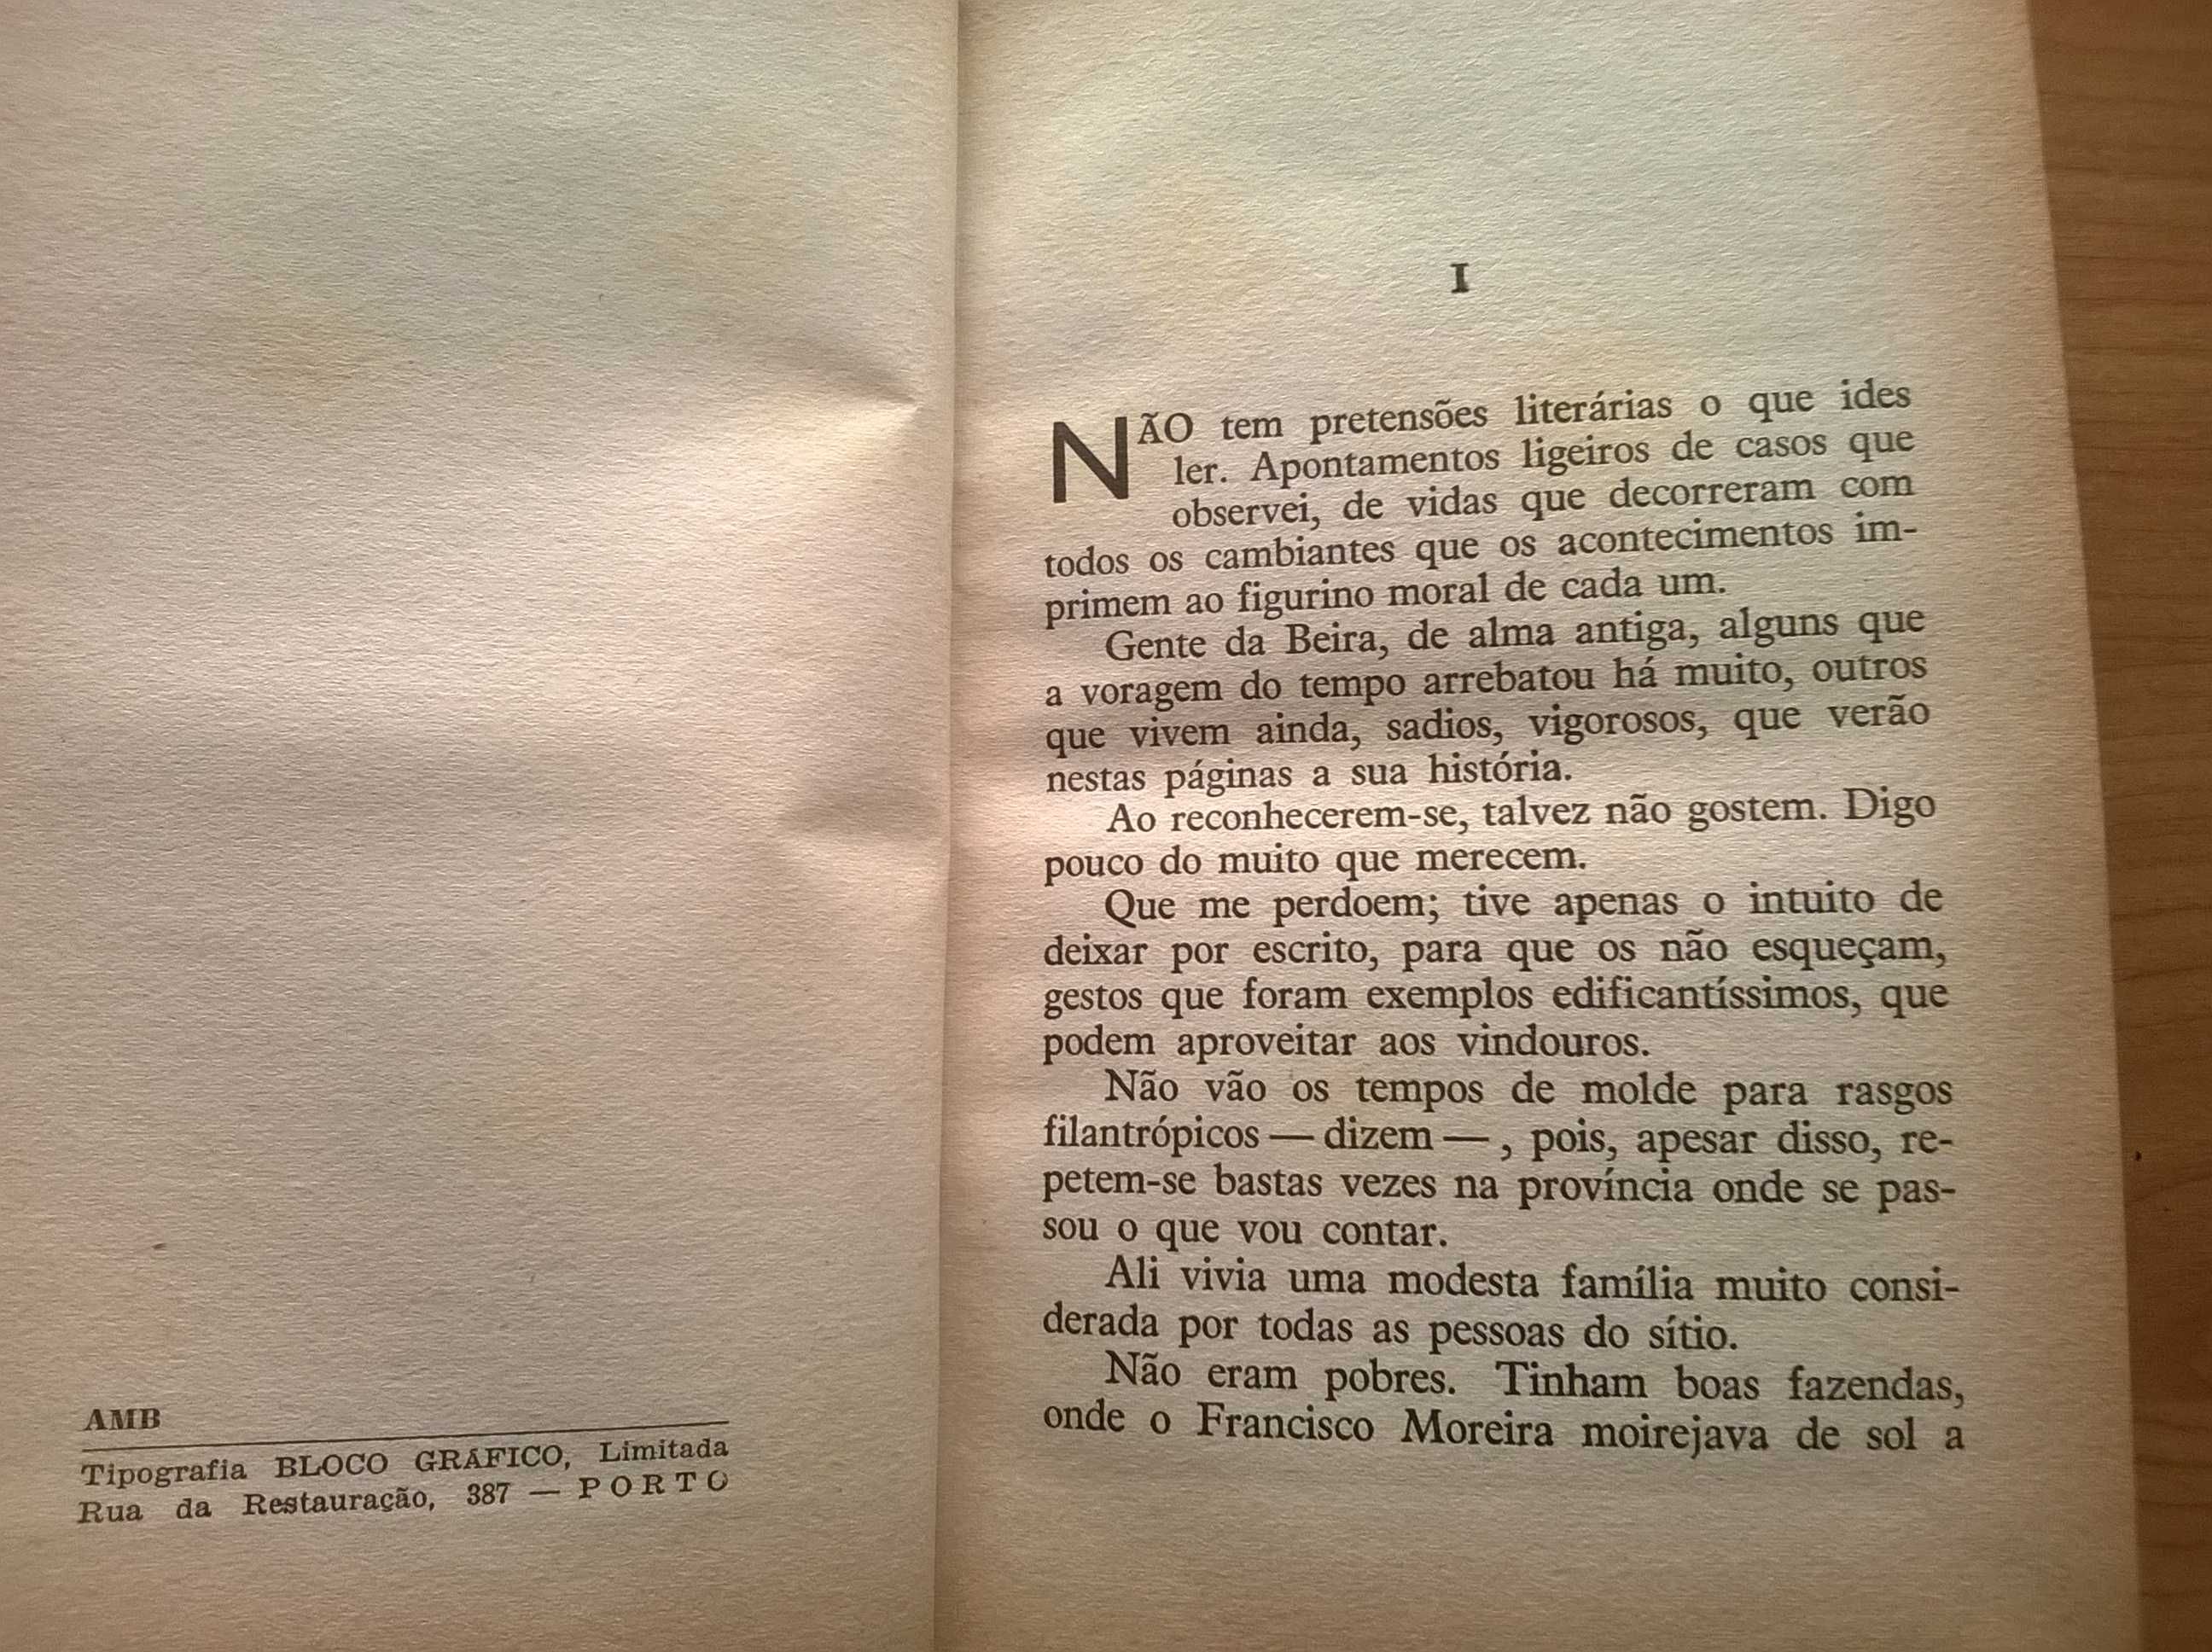 AMB
Tipografia BLOCO GRÁFICO, Limitada
Rua da Restauração, 387 — PORTO
I
NÃO tem pretensões literárias o que ides
ler. Apontamentos ligeiros de casos que
observei, de vidas que decorreram com
todos os cambiantes que os acontecimentos im-
primem ao figurino moral de cada um.
Gente da Beira, de alma antiga, alguns que
a voragem do tempo arrebatou há muito, outros
que vivem ainda, sadios, vigorosos, que verão
nestas páginas a sua história.
Ao reconhecerem-se, talvez não gostem. Digo
pouco do muito que merecem.
Que me perdoem; tive apenas o intuito de
deixar por escrito, para que os não esqueçam,
gestos que foram exemplos edificantíssimos, que
podem aproveitar aos vindouros.
Não vão os tempos de molde para rasgos
filantrópicos — dizem — , pois, apesar disso, re-
petem-se bastas vezes na província onde se pas-
sou o que vou contar.
Ali vivia uma modesta família muito consi-
derada por todas as pessoas do sítio.
Não eram pobres. Tinham boas fazendas,
onde o Francisco Moreira moirejava de sol a